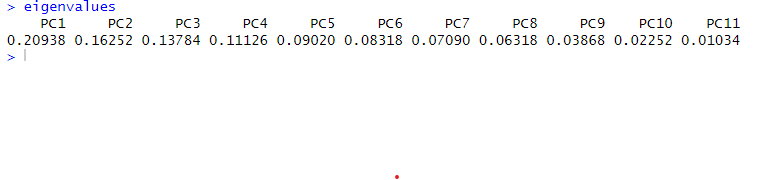 > eigenvalues
PC1 PC2 PC3 PC4 PC5 PC6 PC7 PC8 PC9 PC10 PC11
0.20938 0.16252 0.13784 0.11126 0.09020 0.08318 0.07090 0.06318 0.03868 0.02252 0.01034
>